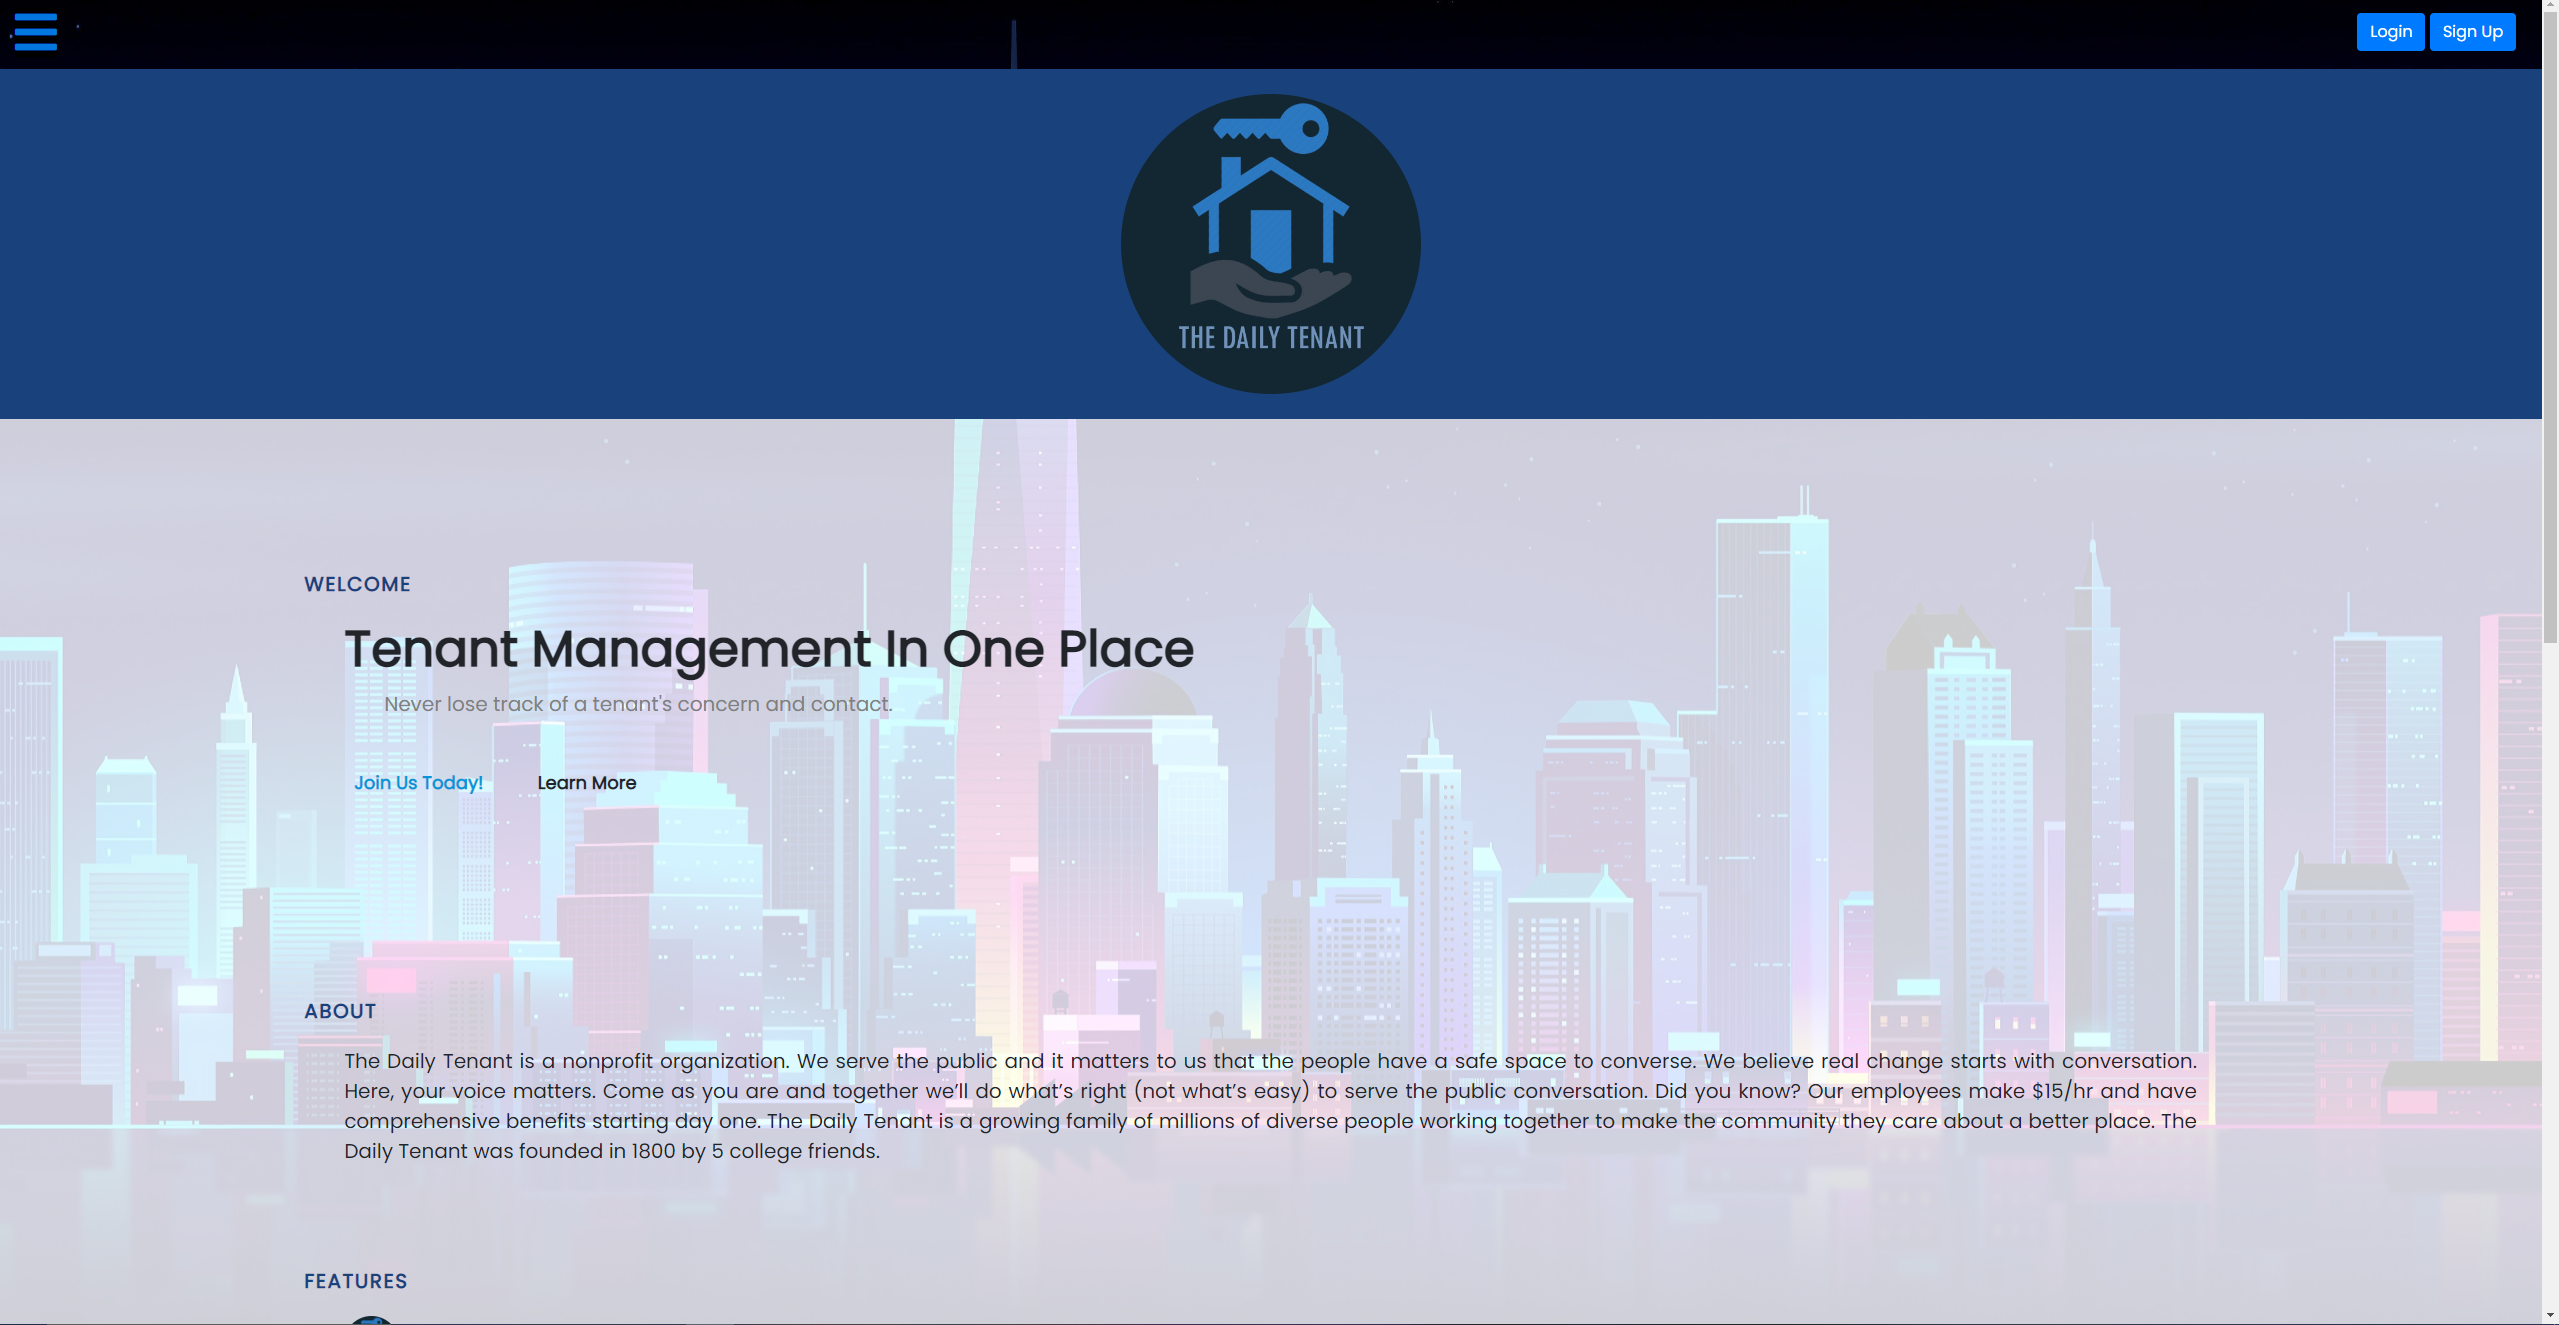 Login Sign Up
THE DAILY TENANT
WELCOME
Tenant Management In One Place
Never lose track of a tenant's concern and contact.
Join Us Today! Learn More
ABOUT
The Daily Tenant is a nonprofit organization. We serve the public and it matters to us that the people have a safe space to converse. We believe real change starts with conversation.
Here, your voice matters. Come as you are and together we’ll do what’s right (not what’s easy) to serve the public conversation. Did you know? Our employees make $15/hr and have
comprehensive benefits starting day one. The Daily Tenant is a growing family of millions of diverse people working together to make the community they care about a better place. The
Daily Tenant was founded in 1800 by 5 college friends.
FEATURES